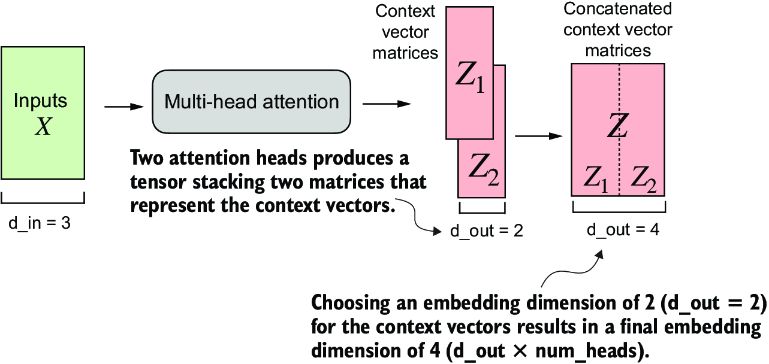 Inputs
X
d_in = 3
Multi-head attention
Two attention heads produces a
tensor stacking two matrices that
represent the context vectors.
Context
vector
matrices
Z1
Z2
d_out = 2
Concatenated
context vector
matrices
Z
Z1 Z2
d_out = 4
Choosing an embedding dimension of 2 (d_out = 2)
for the context vectors results in a final embedding
dimension of 4 (d_out × num_heads).